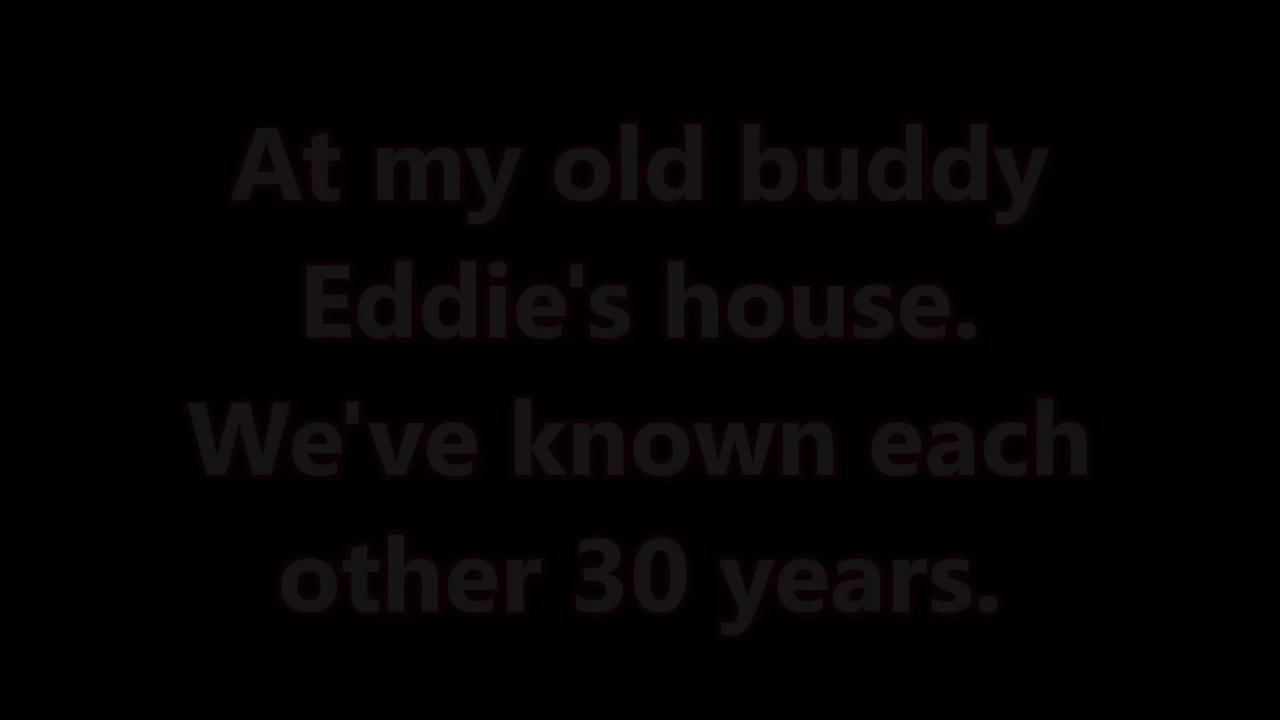 At my old buddy
Eddie's house.
We've known each
other 30 years.